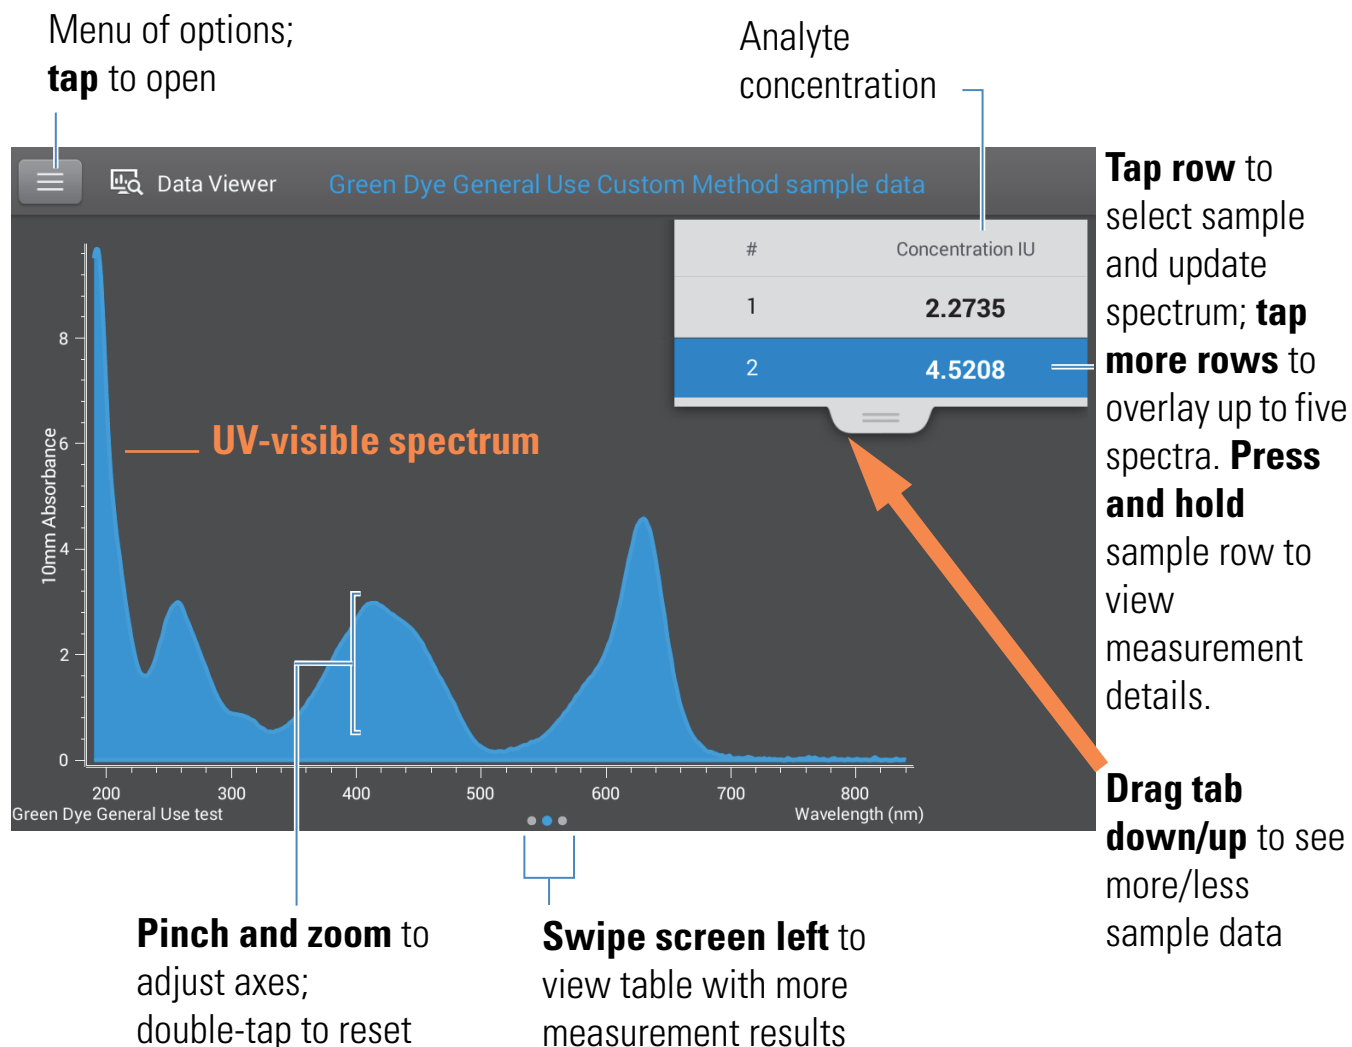 Menu of options;
tap to open
Analyte
concentration
Data Viewer
Green Dye General Use Custom Method sample data
# Concentration IU
1 2.2735
2 4.5208
Tap row to
select sample
and update
spectrum; tap
more rows to
overlay up to five
spectra. Press
and hold
sample row to
view
measurement
details.
UV-visible spectrum
10mm Absorbance
8
6
4
2
0
200 300 400 500 600 700 800
Green Dye General Use test
Wavelength (nm)
Drag tab
down/up to see
more/less
sample data
Pinch and zoom to
adjust axes;
double-tap to reset
Swipe screen left to
view table with more
measurement results